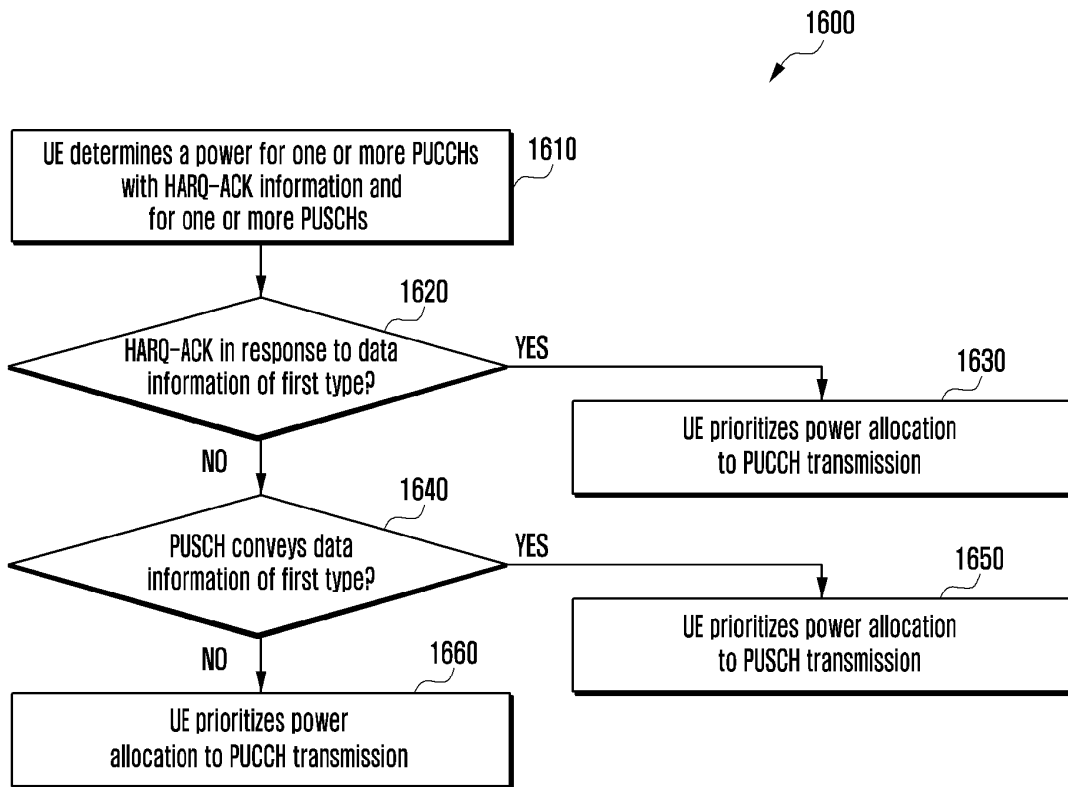 1600
UE determines a power for one or more PUCCHs
with HARQ-ACK information and
for one or more PUSCHs
1610
1620
HARQ-ACK in response to data
information of first type?
YES
1630
UE prioritizes power allocation
to PUCCH transmission
NO
1640
PUSCH conveys data
information of first type?
YES
1650
UE prioritizes power allocation
to PUSCH transmission
NO
1660
UE prioritizes power
allocation to PUCCH transmission